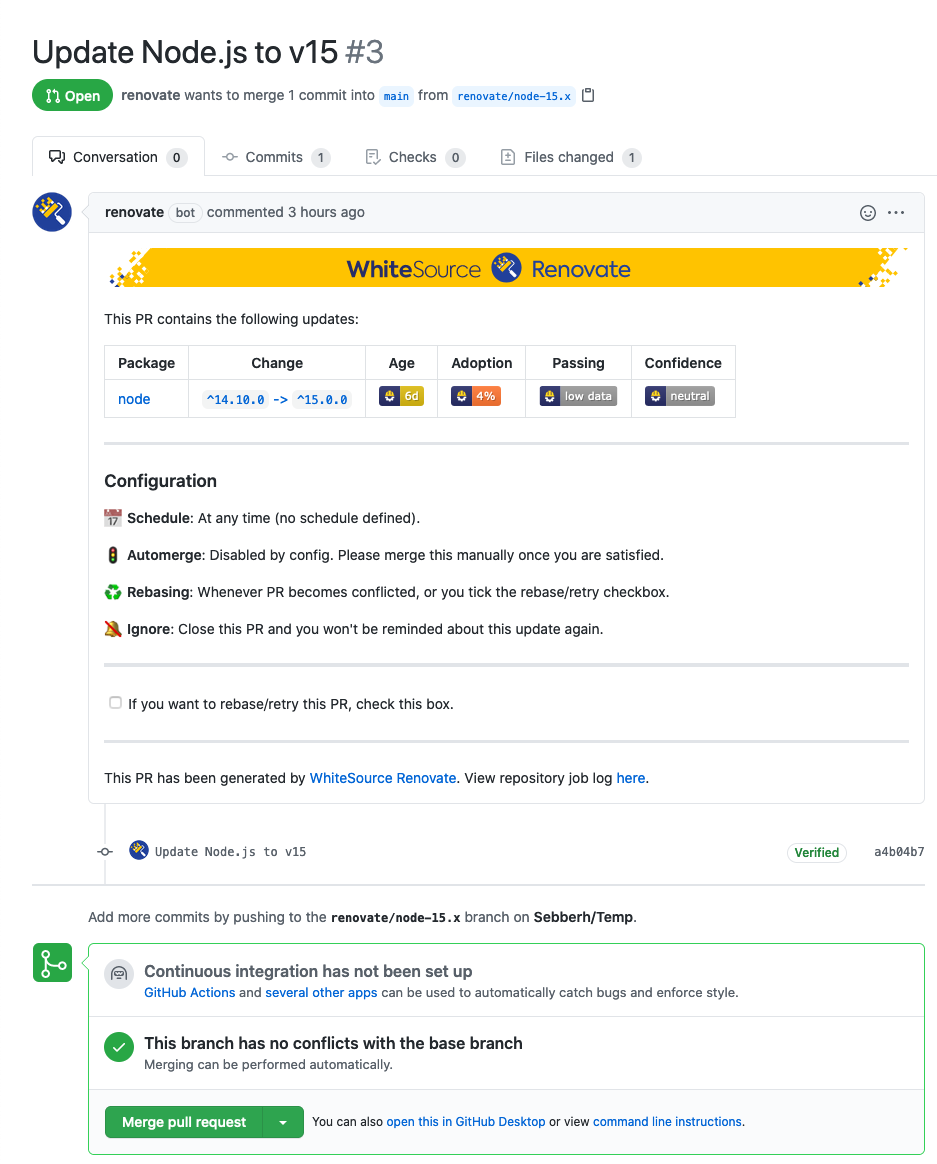 Update Node.js to v15 #3
Open renovate wants to merge 1 commit into main from renovate/node-15.x
Conversation 0 Commits 1 Checks 0 Files changed 1
renovate bot commented 3 hours ago
WhiteSource Renovate
This PR contains the following updates:
Package Change Age Adoption Passing Confidence
node ^14.10.0 -> ^15.0.0 6d 4% low data neutral
Configuration
17 Schedule: At any time (no schedule defined).
Automerge: Disabled by config. Please merge this manually once you are satisfied.
Rebasing: Whenever PR becomes conflicted, or you tick the rebase/retry checkbox.
Ignore: Close this PR and you won't be reminded about this update again.
If you want to rebase/retry this PR, check this box.
This PR has been generated by WhiteSource Renovate. View repository job log here.
Update Node.js to v15 Verified a4b04b7
Add more commits by pushing to the renovate/node-15.x branch on Sebberh/Temp.
Continuous integration has not been set up
GitHub Actions and several other apps can be used to automatically catch bugs and enforce style.
This branch has no conflicts with the base branch
Merging can be performed automatically.
Merge pull request You can also open this in GitHub Desktop or view command line instructions.